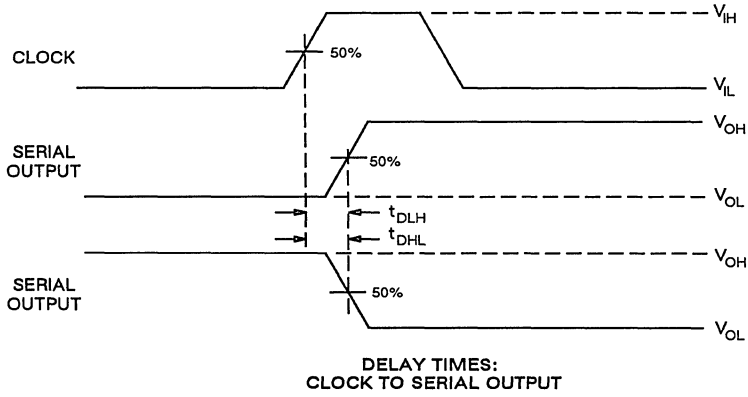 V_IH
CLOCK
50%
V_IL
V_OH
SERIAL
OUTPUT
50%
V_OL
t_DLH
t_DHL
V_OH
SERIAL
OUTPUT
50%
V_OL
DELAY TIMES:
CLOCK TO SERIAL OUTPUT